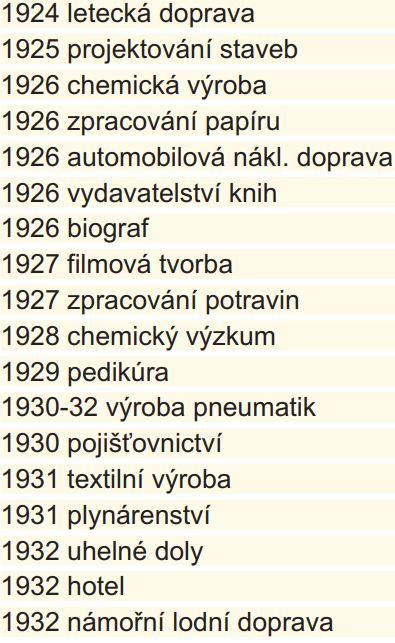 1924 letecká doprava
1925 projektování staveb
1926 chemická výroba
1926 zpracování papíru
1926 automobilová nákl. doprava
1926 vydavatelství knih
1926 biograf
1927 filmová tvorba
1927 zpracování potravin
1928 chemický výzkum
1929 pedikúra
1930-32 výroba pneumatik
1930 pojišťovnictví
1931 textilní výroba
1931 plynárenství
1932 uhelné doly
1932 hotel
1932 námořní lodní doprava